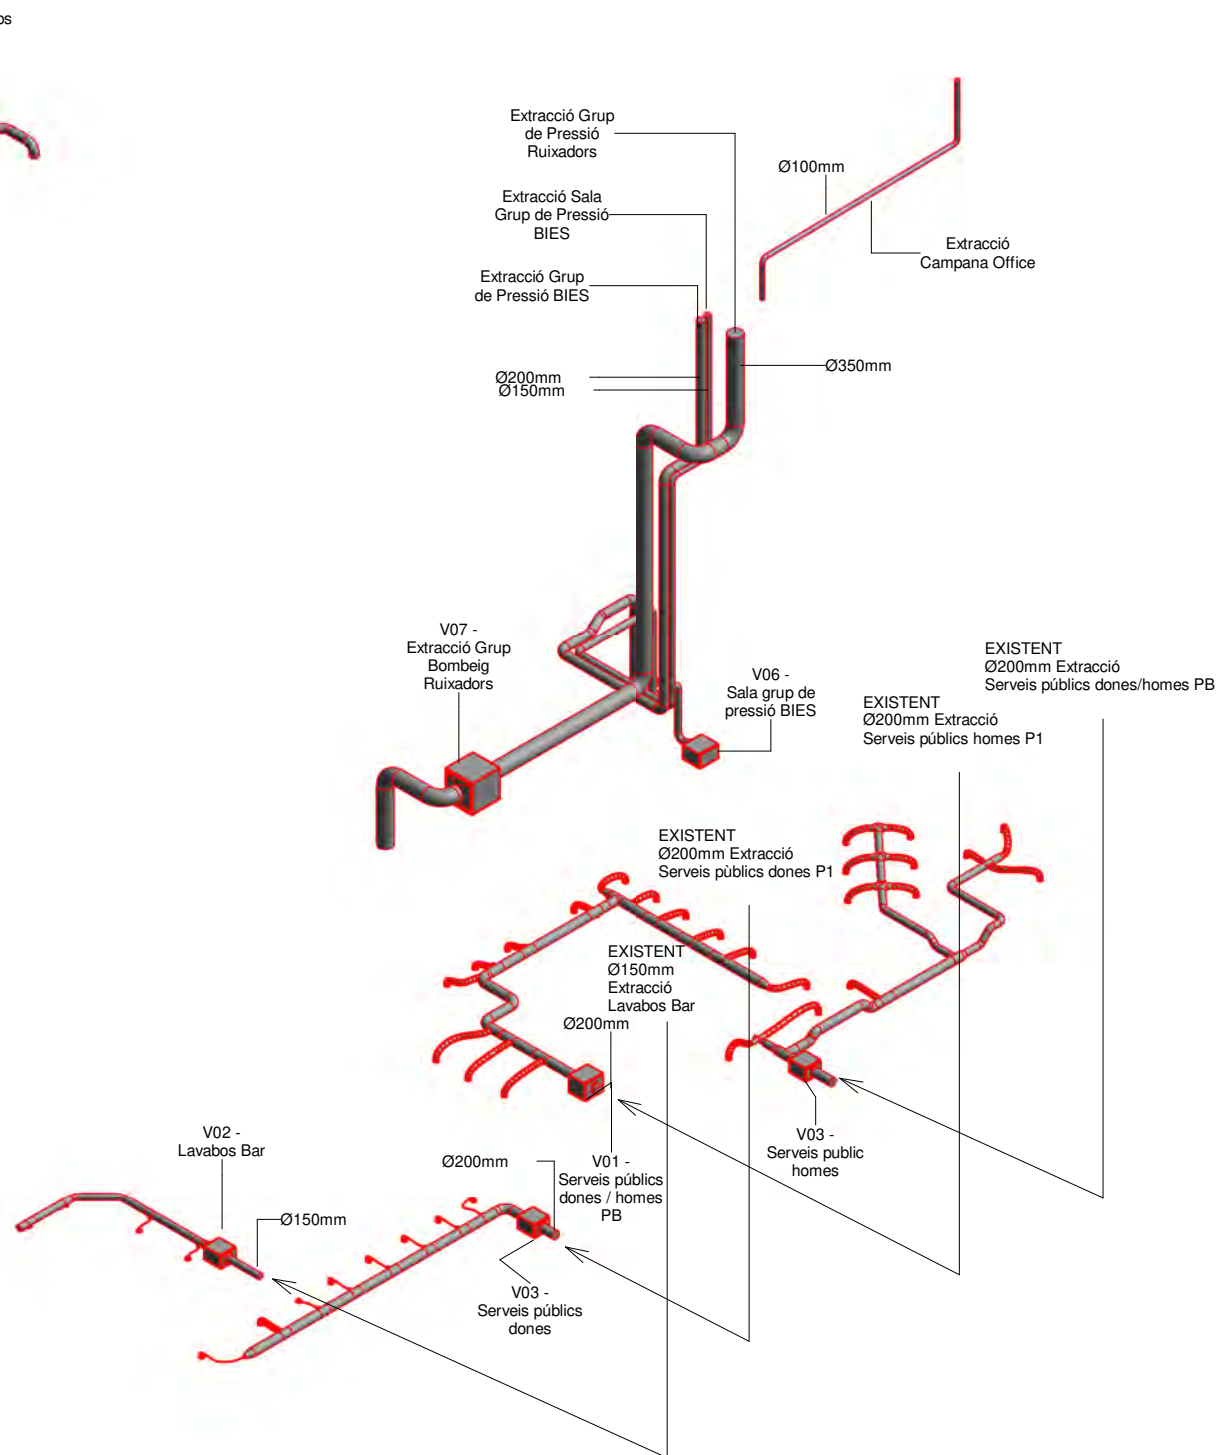 os
Extracció Grup
de Pressió
Ruixadors
Ø100mm
Extracció Sala
Grup de Pressió
BIES
Extracció
Campana Office
Extracció Grup
de Pressió BIES
Ø350mm
Ø200mm
Ø150mm
V07 -
Extracció Grup
Bombeig
Ruixadors
V06 -
Sala grup de
pressió BIES
EXISTENT
Ø200mm Extracció
Serveis públics dones/homes PB
EXISTENT
Ø200mm Extracció
Serveis públics homes P1
EXISTENT
Ø200mm Extracció
Serveis pùblics dones P1
EXISTENT
Ø150mm
Extracció
Lavabos Bar
Ø200mm
V02 -
Lavabos Bar
Ø200mm
V01 -
Serveis públics
dones / homes
PB
V03 -
Serveis public
homes
Ø150mm
V03 -
Serveis públics
dones